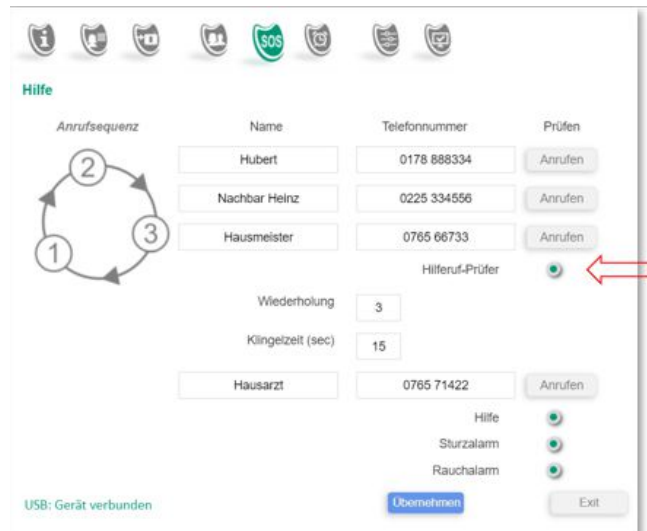 i SOS
Hilfe
Anrufsequenz Name Telefonnummer Prüfen
Hubert 0178 888334 Anrufen
2
Nachbar Heinz 0225 334556 Anrufen
1 3 Hausmeister 0765 66733 Anrufen
Hilferuf-Prüfer
Wiederholung 3
Klingelzeit (sec) 15
Hausarzt 0765 71422 Anrufen
Hilfe
Sturzalarm
Rauchalarm
USB: Gerät verbunden Übernehmen Exit